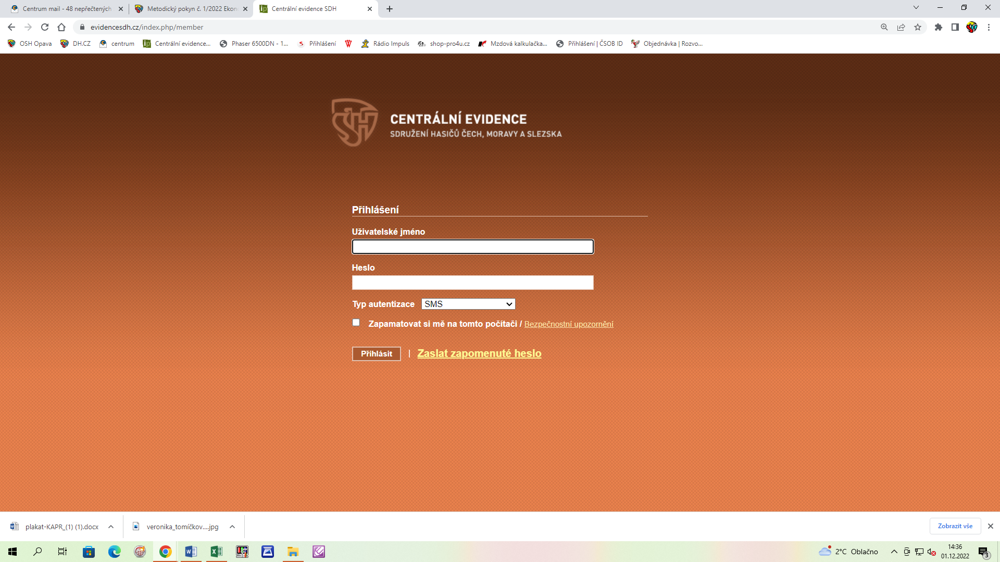 Centrum mail - 48 nepřečtených
Metodický pokyn č. 1/2022 Ekon
Centrální evidence SDH
evidencesdh.cz/index.php/member
OSH Opava
DH.CZ
centrum
Centrální evidence...
Phaser 6500DN - 1...
Přihlášení
Rádio Impuls
shop-pro4u.cz
Mzdová kalkulačka...
Přihlášení | ČSOB ID
Objednávka | Rozvo...
CENTRÁLNÍ EVIDENCE
SDRUŽENÍ HASIČŮ ČECH, MORAVY A SLEZSKA
Přihlášení
Uživatelské jméno
Heslo
Typ autentizace SMS
Zapamatovat si mě na tomto počítači / Bezpečnostní upozornění
Přihlásit | Zaslat zapomenuté heslo
plakat-KAPR_(1) (1).docx
veronika_tomíčkov....jpg
Zobrazit vše
2°C Oblačno
14:36
01.12.2022
3